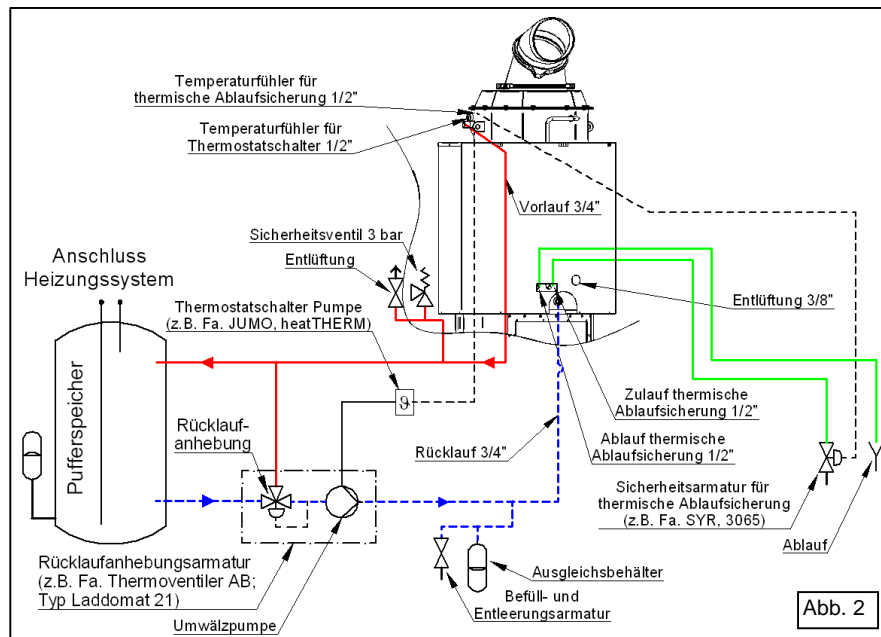 Temperaturfühler für
thermische Ablaufsicherung 1/2"
Temperaturfühler für
Thermostatschalter 1/2"
Vorlauf 3/4"
Sicherheitsventil 3 bar
Entlüftung
Anschluss
Heizungssystem
Thermostatschalter Pumpe
(z.B. Fa. JUMO, heatTHERM)
Entlüftung 3/8"
Pufferspeicher
ϑ
Rücklauf-
anhebung
Rücklauf 3/4"
Zulauf thermische
Ablaufsicherung 1/2"
Ablauf thermische
Ablaufsicherung 1/2"
Sicherheitsarmatur für
thermische Ablaufsicherung
(z.B. Fa. SYR, 3065)
Ablauf
Rücklaufanhebungsarmatur
(z.B. Fa. Thermoventiler AB;
Typ Laddomat 21)
Umwälzpumpe
Ausgleichsbehälter
Befüll- und
Entleerungsarmatur
Abb. 2